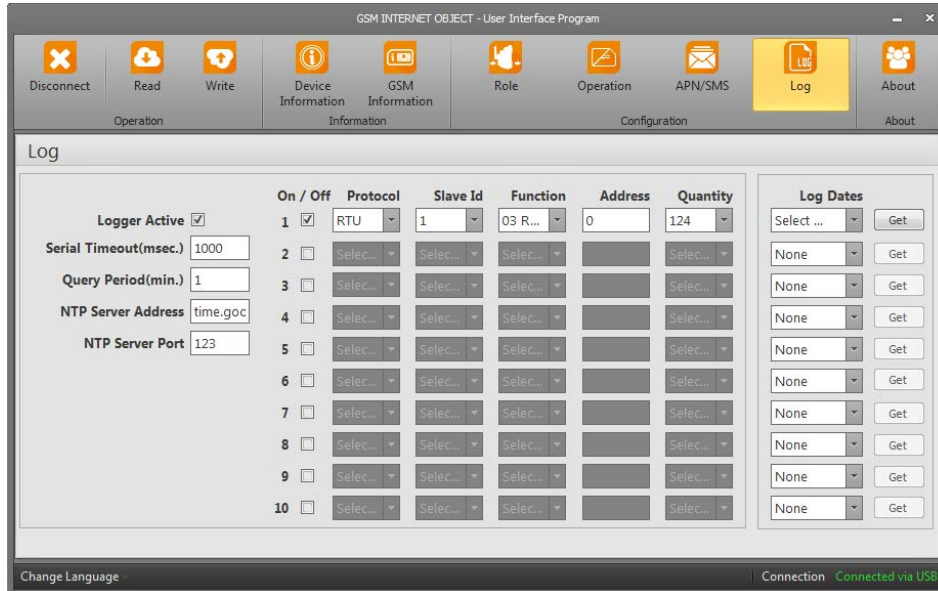 GSM INTERNET OBJECT - User Interface Program
Disconnect Read Write Device Information GSM Information Role Operation APN/SMS Log About
Operation Information Configuration About
Log
On / Off Protocol Slave Id Function Address Quantity Log Dates
Logger Active 1 RTU 1 03 R... 0 124 Select ... Get
Serial Timeout(msec.) 1000 2 Selec... Selec... Selec... Selec... None Get
Query Period(min.) 1 3 Selec... Selec... Selec... Selec... None Get
NTP Server Address time.goc 4 Selec... Selec... Selec... Selec... None Get
NTP Server Port 123 5 Selec... Selec... Selec... Selec... None Get
6 Selec... Selec... Selec... Selec... None Get
7 Selec... Selec... Selec... Selec... None Get
8 Selec... Selec... Selec... Selec... None Get
9 Selec... Selec... Selec... Selec... None Get
10 Selec... Selec... Selec... Selec... None Get
Change Language Connection Connected via USB